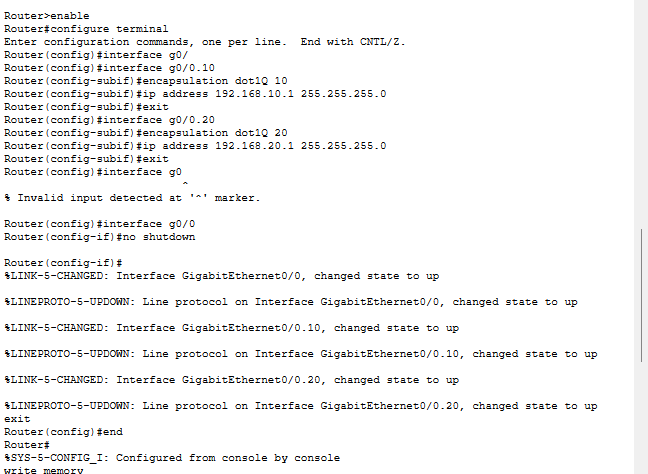 Router>enable
Router#configure terminal
Enter configuration commands, one per line.  End with CNTL/Z.
Router(config)#interface g0/
Router(config)#interface g0/0.10
Router(config-subif)#encapsulation dot1Q 10
Router(config-subif)#ip address 192.168.10.1 255.255.255.0
Router(config-subif)#exit
Router(config)#interface g0/0.20
Router(config-subif)#encapsulation dot1Q 20
Router(config-subif)#ip address 192.168.20.1 255.255.255.0
Router(config-subif)#exit
Router(config)#interface g0
^
% Invalid input detected at '^' marker.
Router(config)#interface g0/0
Router(config-if)#no shutdown
Router(config-if)#
%LINK-5-CHANGED: Interface GigabitEthernet0/0, changed state to up
%LINEPROTO-5-UPDOWN: Line protocol on Interface GigabitEthernet0/0, changed state to up
%LINK-5-CHANGED: Interface GigabitEthernet0/0.10, changed state to up
%LINEPROTO-5-UPDOWN: Line protocol on Interface GigabitEthernet0/0.10, changed state to up
%LINK-5-CHANGED: Interface GigabitEthernet0/0.20, changed state to up
%LINEPROTO-5-UPDOWN: Line protocol on Interface GigabitEthernet0/0.20, changed state to up
exit
Router(config)#end
Router#
%SYS-5-CONFIG_I: Configured from console by console
write memory